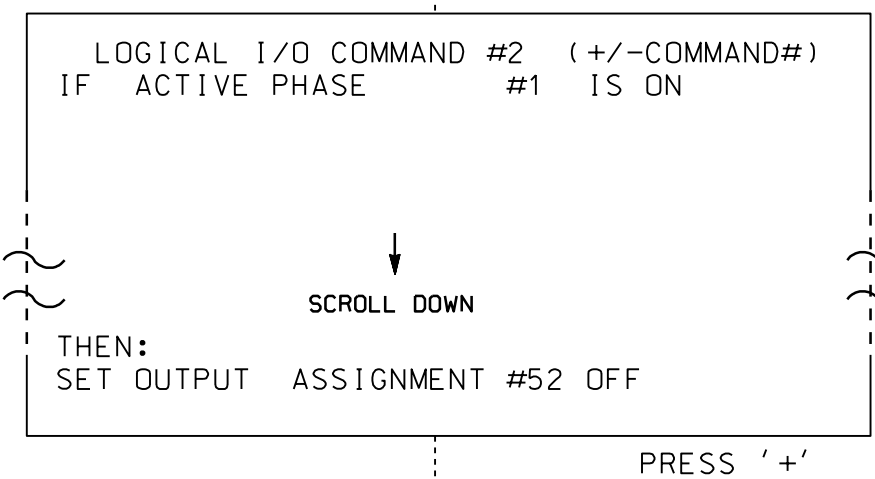 LOGICAL I/O COMMAND #2 (+/-COMMAND#)
IF ACTIVE PHASE #1 IS ON
SCROLL DOWN
THEN:
SET OUTPUT ASSIGNMENT #52 OFF
PRESS '+'